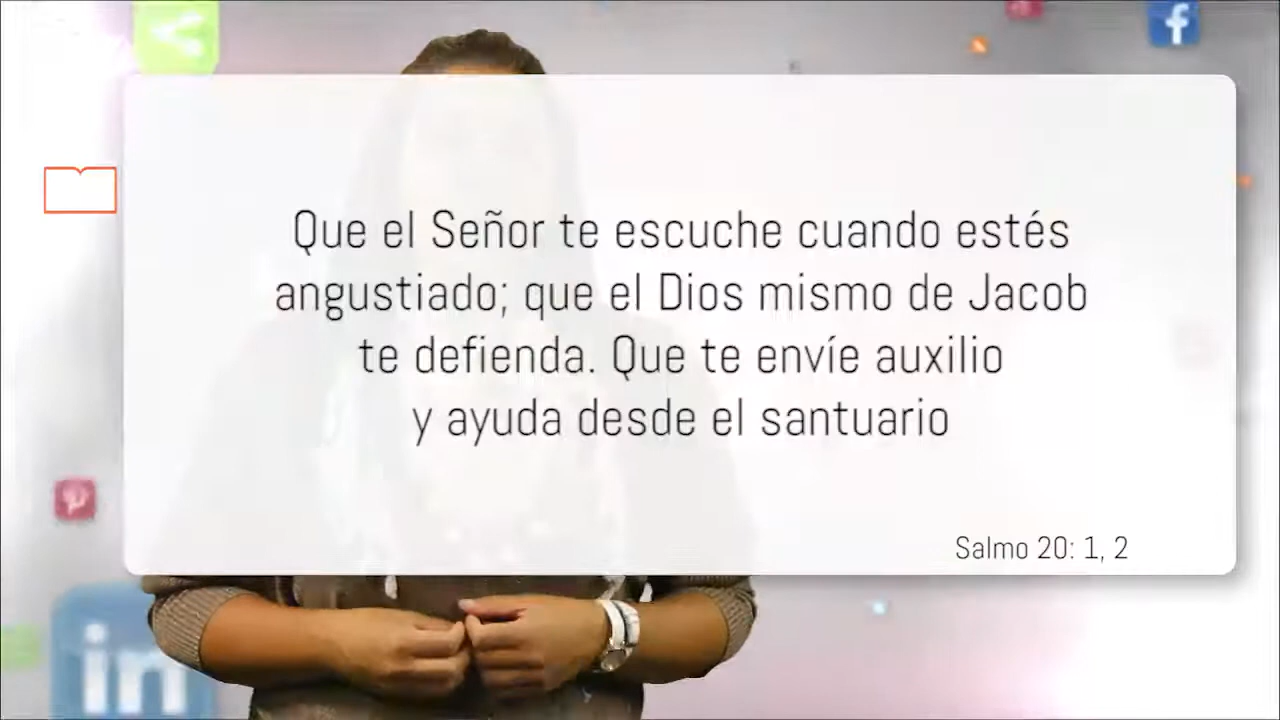 Que el Señor te escuche cuando estés
angustiado; que el Dios mismo de Jacob
te defienda. Que te envíe auxilio
y ayuda desde el santuario
Salmo 20: 1, 2
f
in